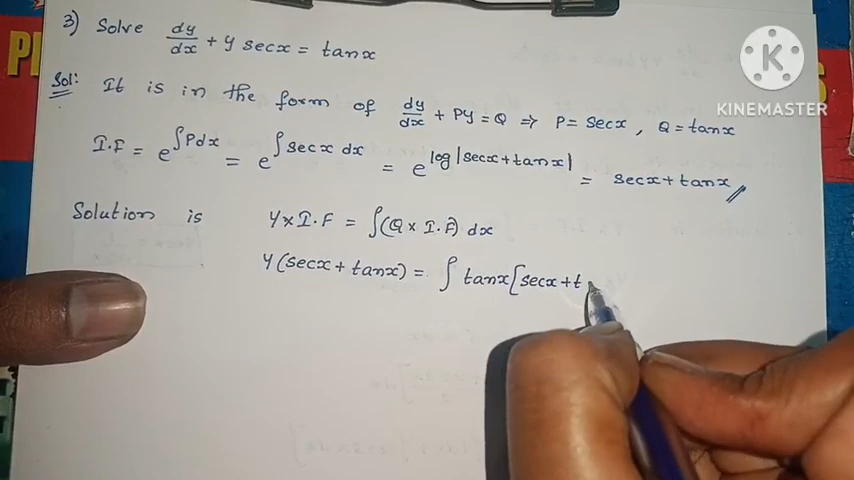 3) Solve dy/dx + y secx = tanx
Sol: It is in the form of dy/dx + Py = Q ⇒ P = secx, Q = tanx
I.F = e^∫Pdx = e^∫secx dx = e^log|secx+tanx| = secx + tanx //
Solution is y × I.F = ∫(Q × I.F) dx
y(secx + tanx) = ∫ tanx[secx + t
K
KINEMASTER